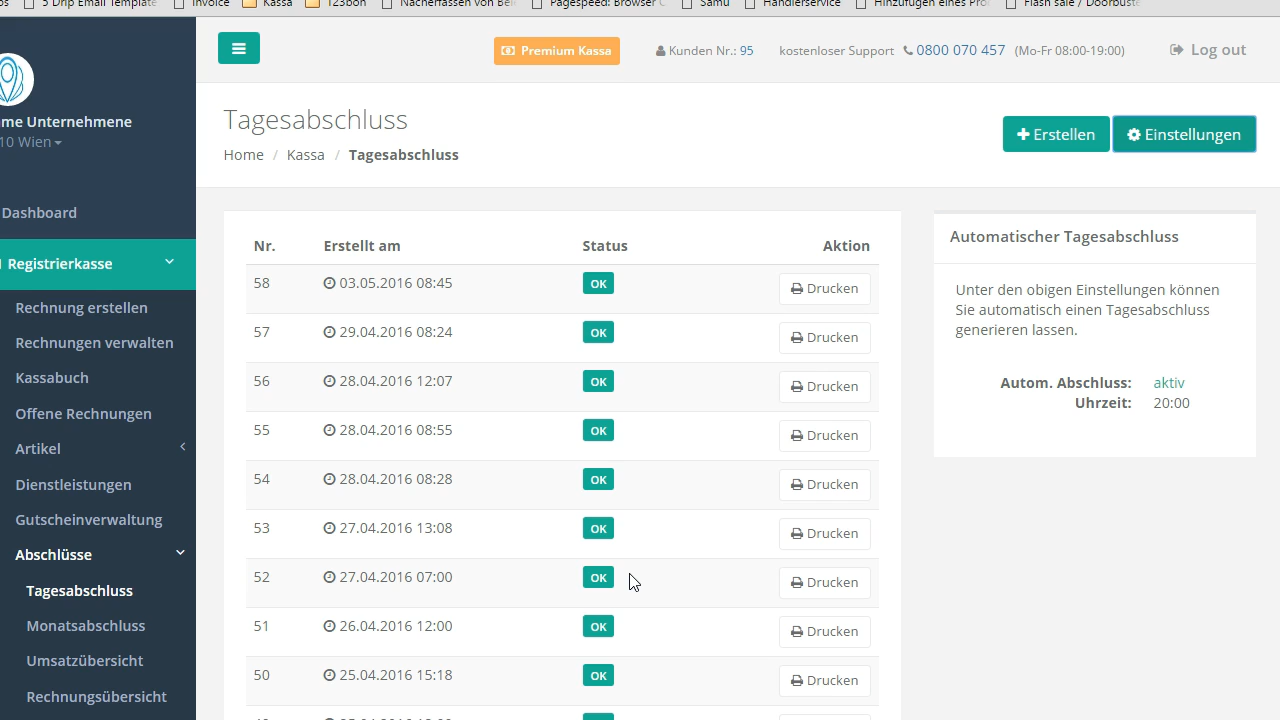 5 Drip Email Template
Invoice
Kassa
123bon
Nacherfassen von Bel
Pagespeed: Browser C
Samu
Händlerservice
Hinzufügen eines Pro
Flash sale / Doorbuste
Premium Kassa
Kunden Nr.: 95
kostenloser Support 0800 070 457 (Mo-Fr 08:00-19:00)
Log out
me Unternehmene
10 Wien
Dashboard
Registrierkasse
Rechnung erstellen
Rechnungen verwalten
Kassabuch
Offene Rechnungen
Artikel
Dienstleistungen
Gutscheinverwaltung
Abschlüsse
Tagesabschluss
Monatsabschluss
Umsatzübersicht
Rechnungsübersicht
Tagesabschluss
Home / Kassa / Tagesabschluss
Erstellen
Einstellungen
Nr. Erstellt am Status Aktion
58 03.05.2016 08:45 OK Drucken
57 29.04.2016 08:24 OK Drucken
56 28.04.2016 12:07 OK Drucken
55 28.04.2016 08:55 OK Drucken
54 28.04.2016 08:28 OK Drucken
53 27.04.2016 13:08 OK Drucken
52 27.04.2016 07:00 OK Drucken
51 26.04.2016 12:00 OK Drucken
50 25.04.2016 15:18 OK Drucken
Automatischer Tagesabschluss
Unter den obigen Einstellungen können
Sie automatisch einen Tagesabschluss
generieren lassen.
Autom. Abschluss: aktiv
Uhrzeit: 20:00